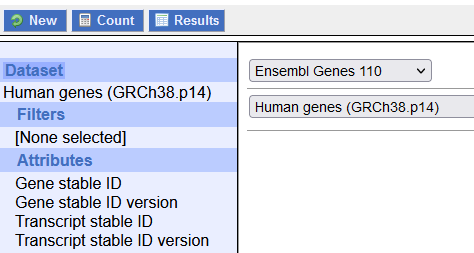 New Count Results
Dataset
Human genes (GRCh38.p14)
Filters
[None selected]
Attributes
Gene stable ID
Gene stable ID version
Transcript stable ID
Transcript stable ID version
Ensembl Genes 110
Human genes (GRCh38.p14)